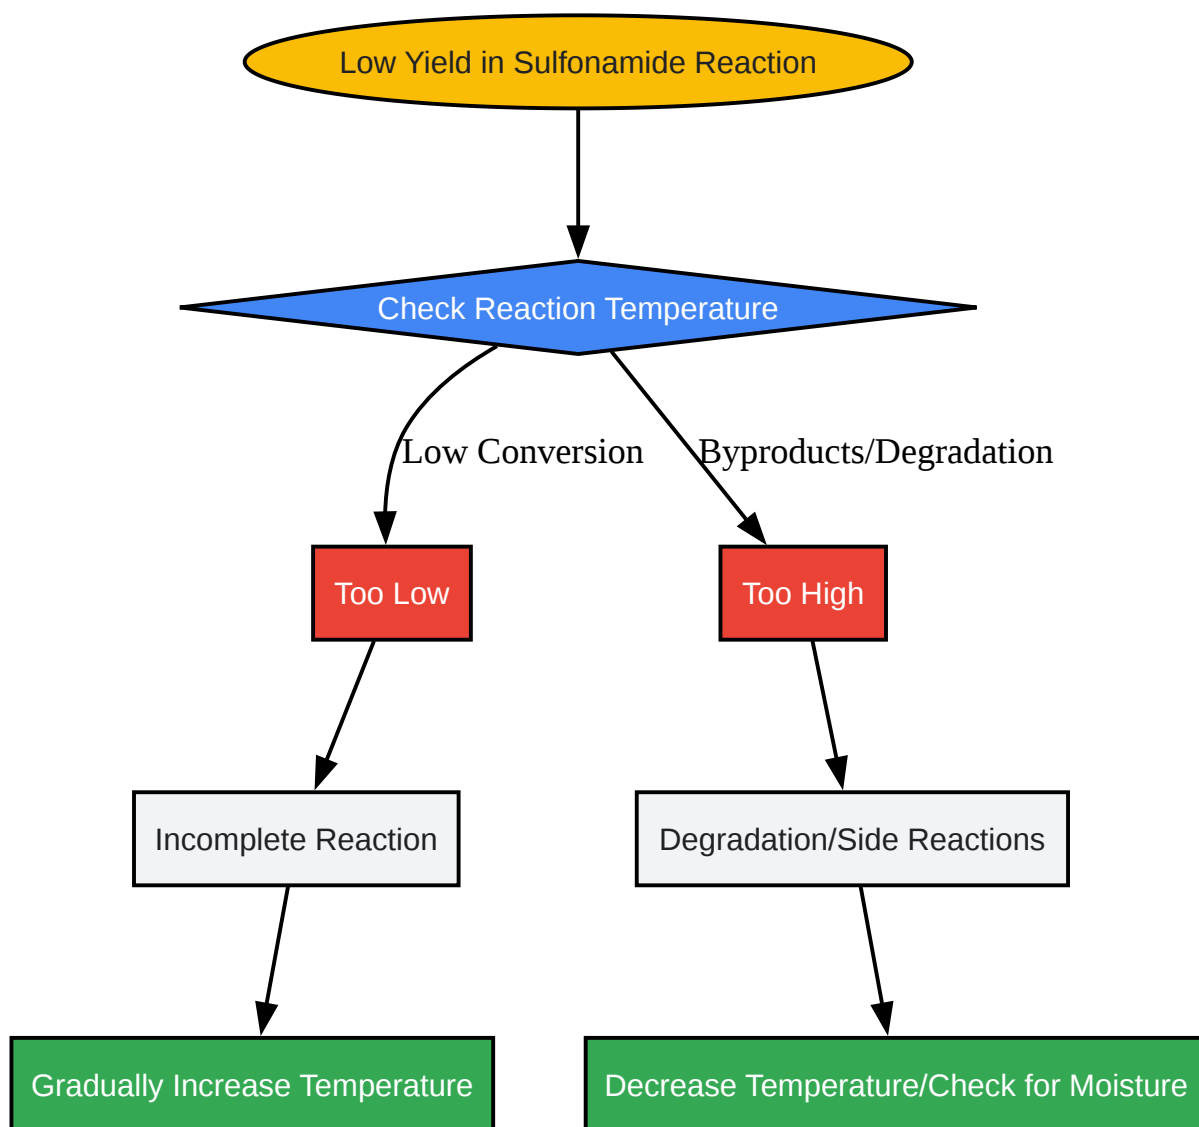 Low Yield in Sulfonamide Reaction
Check Reaction Temperature
Low Conversion
Byproducts/Degradation
Too Low
Too High
Incomplete Reaction
Degradation/Side Reactions
Gradually Increase Temperature
Decrease Temperature/Check for Moisture